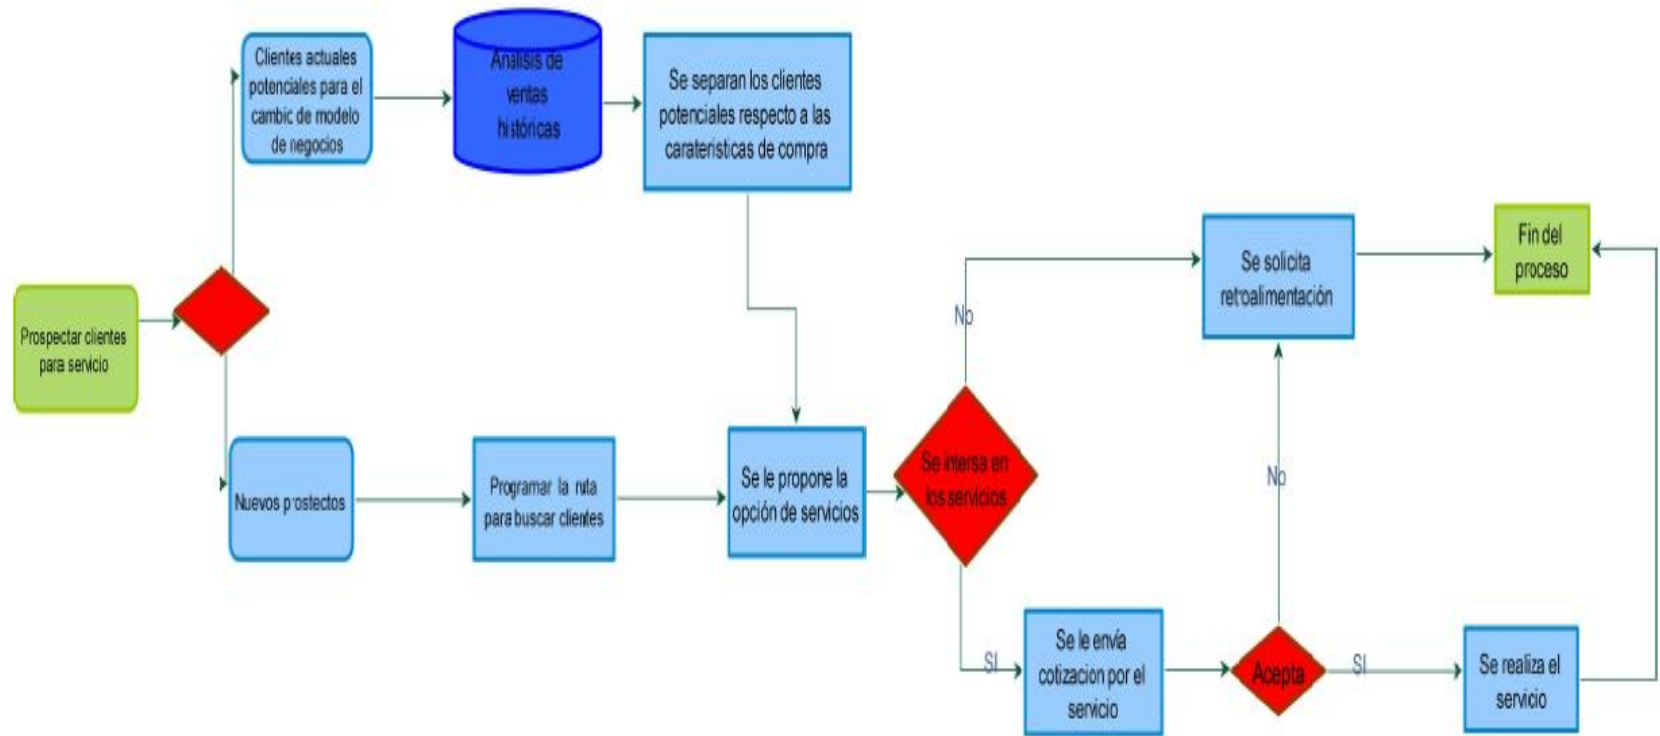 Clientes actuales
potenciales para el
cambic de modelo
de negocios
Analisis de
ventas
históricas
Se separan los clientes
potenciales respecto a las
carateristicas de compra
Prospectar clientes
para servicio
Nuevos prostectos
Programar la ruta
para buscar clientes
Se le propone la
opción de servicios
Se intersa en
los servicios
No
Se solicita
retroalimentación
Fin del
proceso
SI
Se le envía
cotizacion por el
servicio
Acepta
No
SI
Se realiza el
servicio